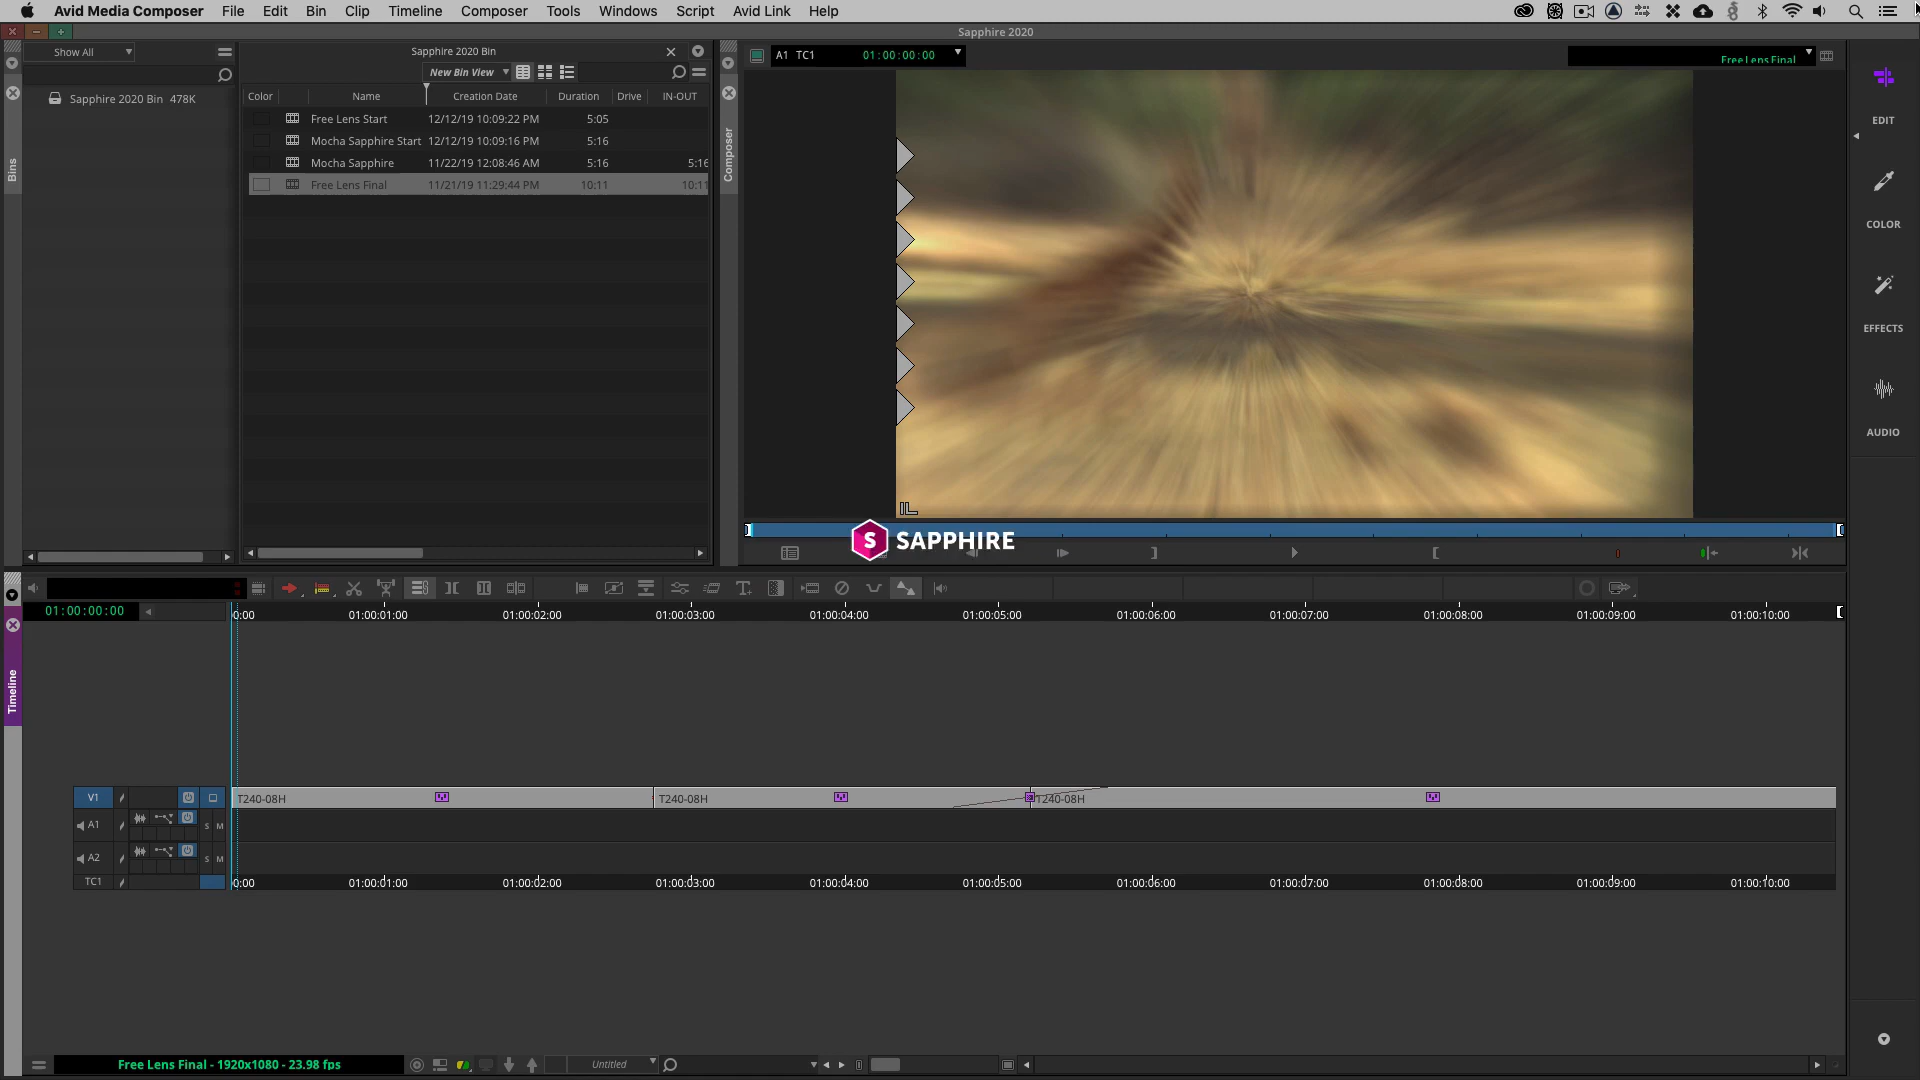 Avid Media Composer File Edit Bin Clip Timeline Composer Tools Windows Script Avid Link Help
Sapphire 2020
Show All
Sapphire 2020 Bin
New Bin View
Color Name Creation Date Duration Drive IN-OUT
Sapphire 2020 Bin 478K
Free Lens Start 12/12/19 10:09:22 PM 5:05
Mocha Sapphire Start 12/12/19 10:09:16 PM 5:16
Mocha Sapphire 11/22/19 12:08:46 AM 5:16 5:16
Free Lens Final 11/21/19 11:29:44 PM 10:11 10:11
Bins
Composer
A1 TC1 01:00:00:00
Free Lens Final
EDIT
COLOR
EFFECTS
AUDIO
S SAPPHIRE
01:00:00:00
0:00 01:00:01:00 01:00:02:00 01:00:03:00 01:00:04:00 01:00:05:00 01:00:06:00 01:00:07:00 01:00:08:00 01:00:09:00 01:00:10:00
Timeline
V1 T240-08H T240-08H T240-08H
A1 S M
A2 S M
TC1 0:00 01:00:01:00 01:00:02:00 01:00:03:00 01:00:04:00 01:00:05:00 01:00:06:00 01:00:07:00 01:00:08:00 01:00:09:00 01:00:10:00
Free Lens Final - 1920x1080 - 23.98 fps
Untitled